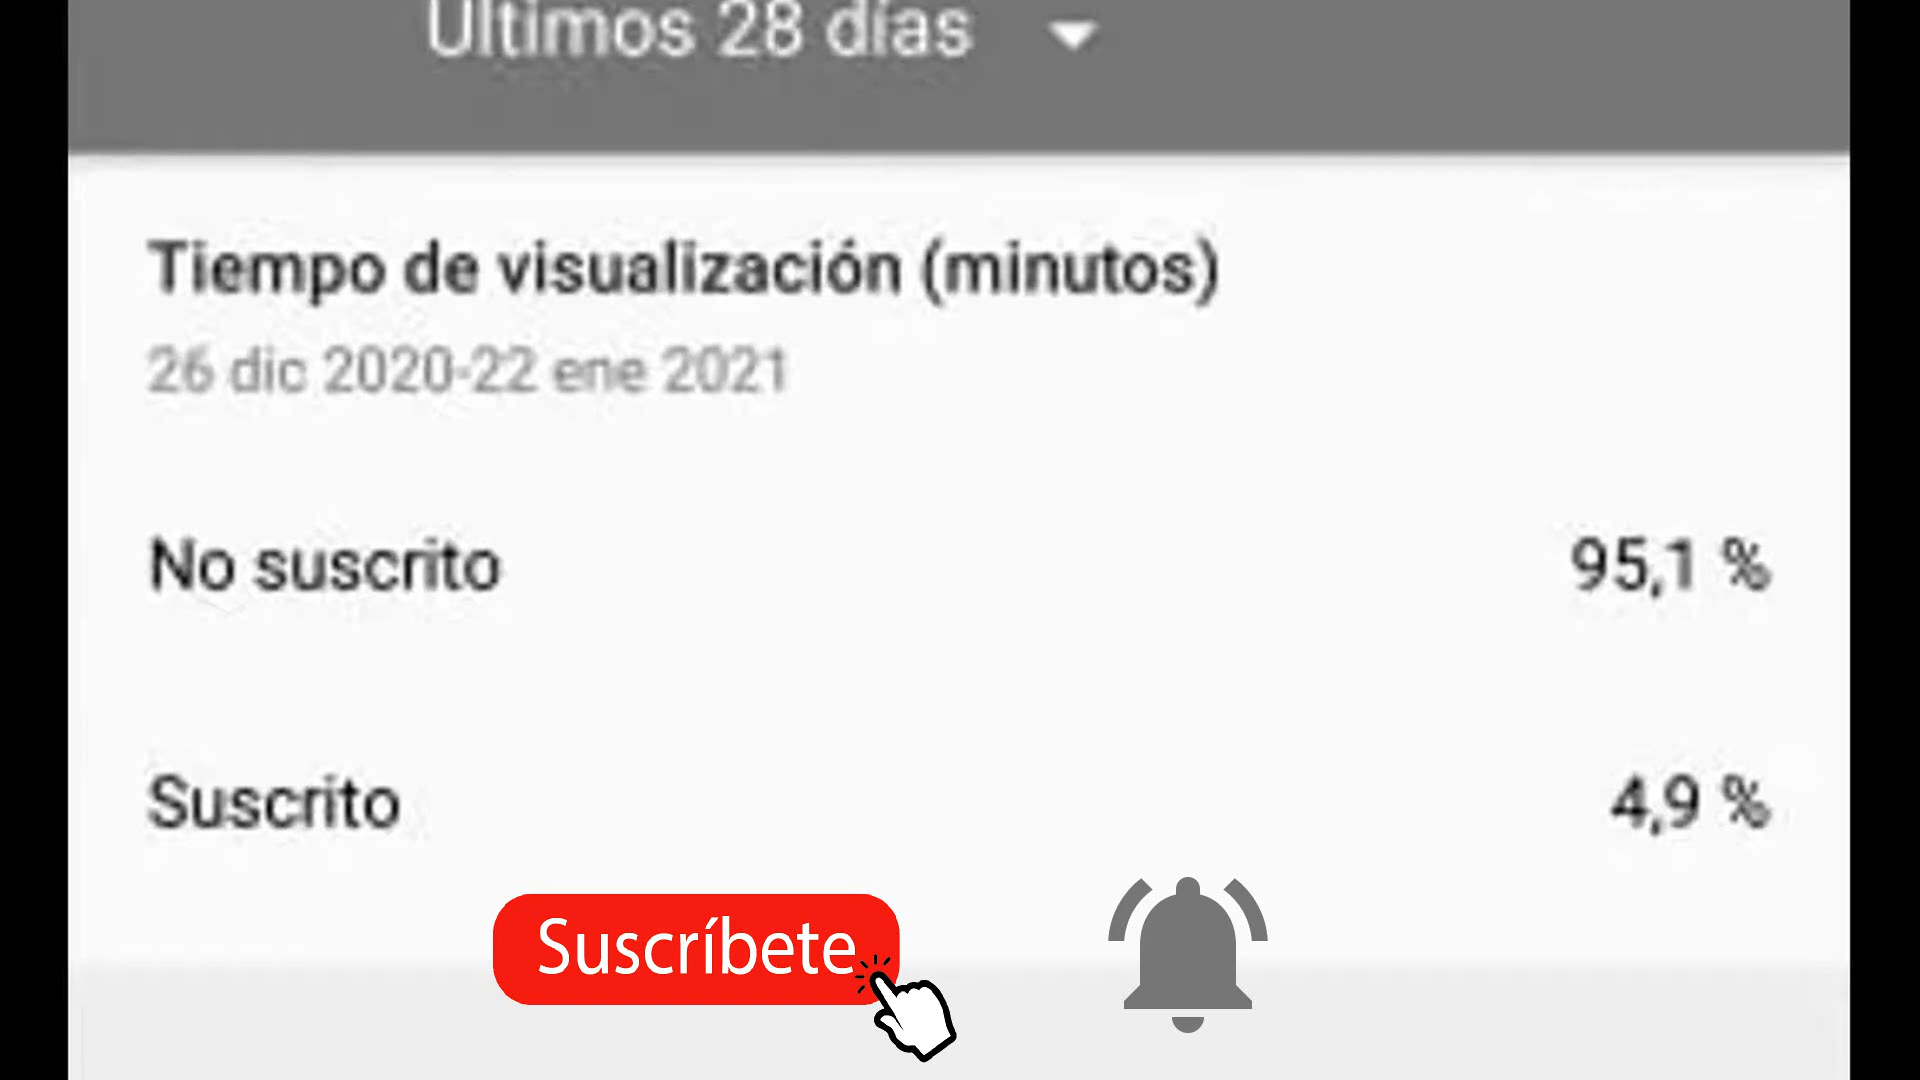 Últimos 28 días
Tiempo de visualización (minutos)
26 dic 2020-22 ene 2021
No suscrito
95,1 %
Suscrito
4,9 %
Suscríbete